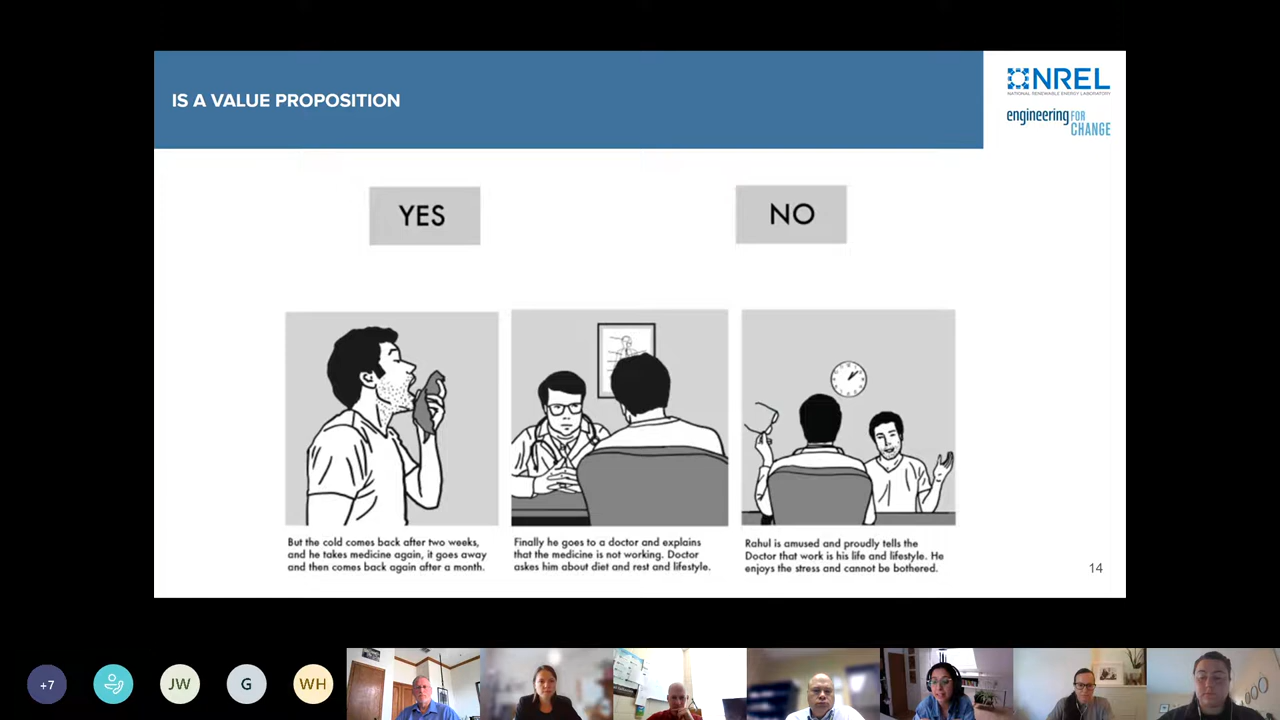 IS A VALUE PROPOSITION
NREL
NATIONAL RENEWABLE ENERGY LABORATORY
engineering FOR
CHANGE
YES
NO
But the cold comes back after two weeks,
and he takes medicine again, it goes away
and then comes back again after a month.
Finally he goes to a doctor and explains
that the medicine is not working. Doctor
askes him about diet and rest and lifestyle.
Rahul is amused and proudly tells the
Doctor that work is his life and lifestyle. He
enjoys the stress and cannot be bothered.
14
+7
JW
G
WH